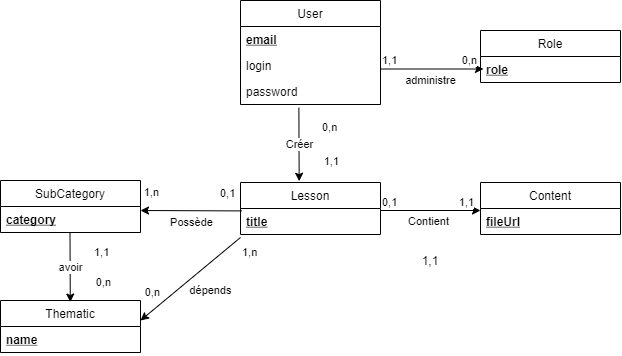 User
email
login
password
1,1
0,n
administre
Role
role
0,n
Créer
1,1
SubCategory
category
1,n
0,1
Possède
Lesson
title
0,1
1,1
Contient
Content
fileUrl
1,1
avoir
0,n
1,n
dépends
0,n
1,1
Thematic
name